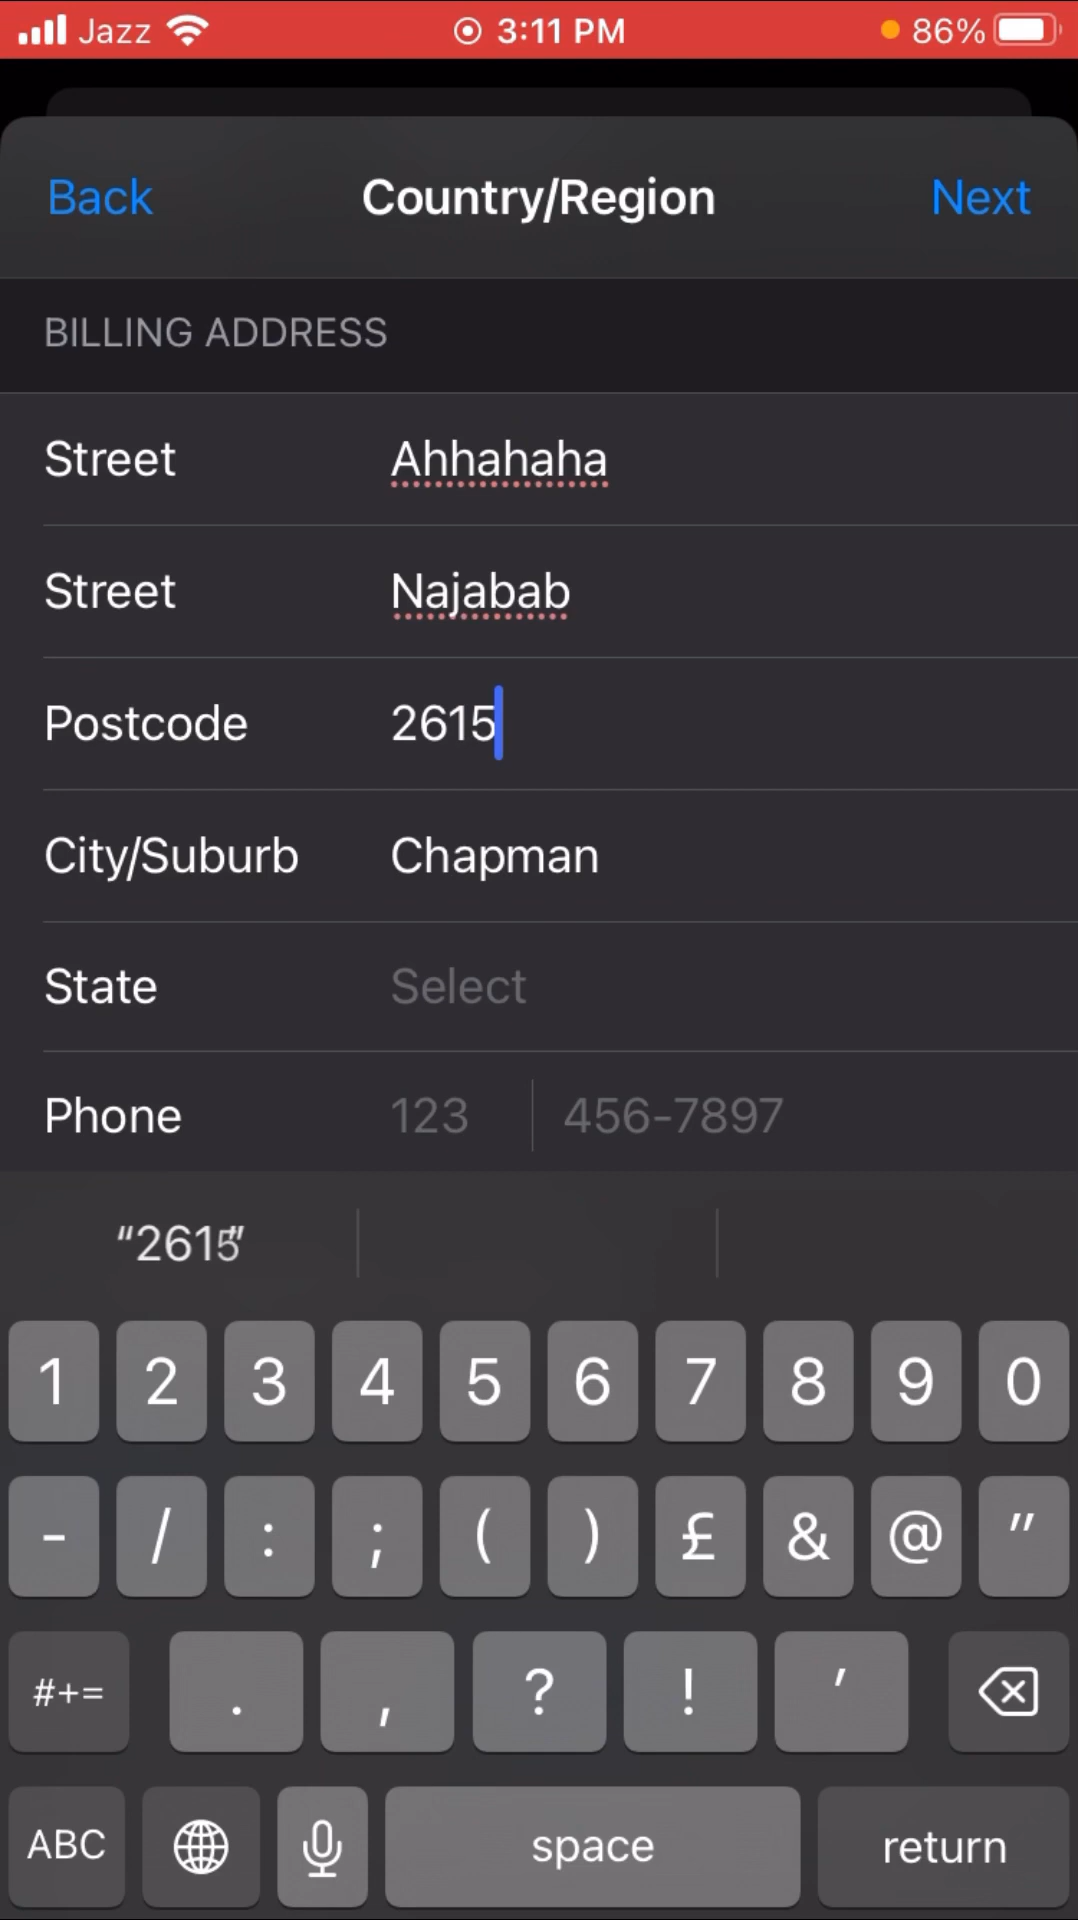 Jazz 3:11 PM 86%
Back Country/Region Next
BILLING ADDRESS
Street Ahhahaha
Street Najabab
Postcode 2615
City/Suburb Chapman
State Select
Phone 123 456-7897
“2615”
1 2 3 4 5 6 7 8 9 0
- / : ; ( ) £ & @ "
#+= . , ? ! '
ABC space return